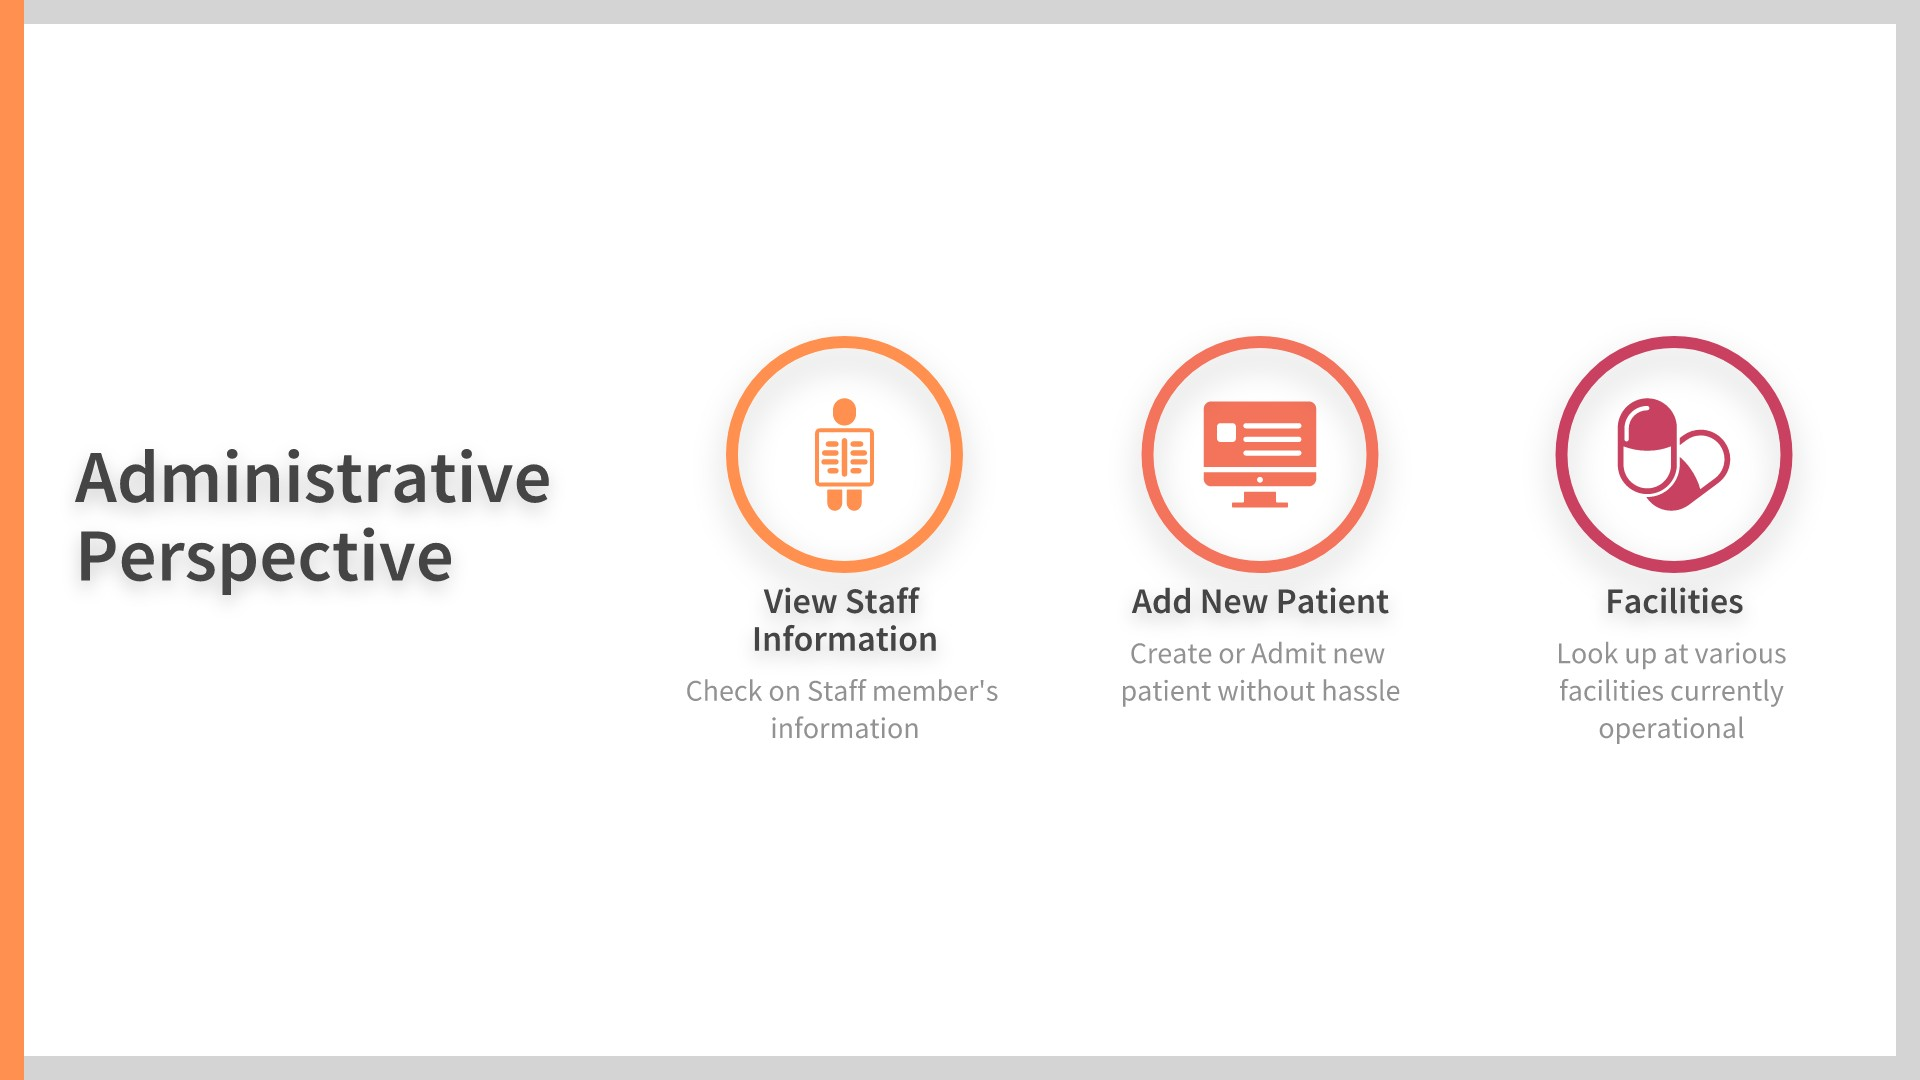 Administrative
Perspective
View Staff
Information
Check on Staff member's
information
Add New Patient
Create or Admit new
patient without hassle
Facilities
Look up at various
facilities currently
operational